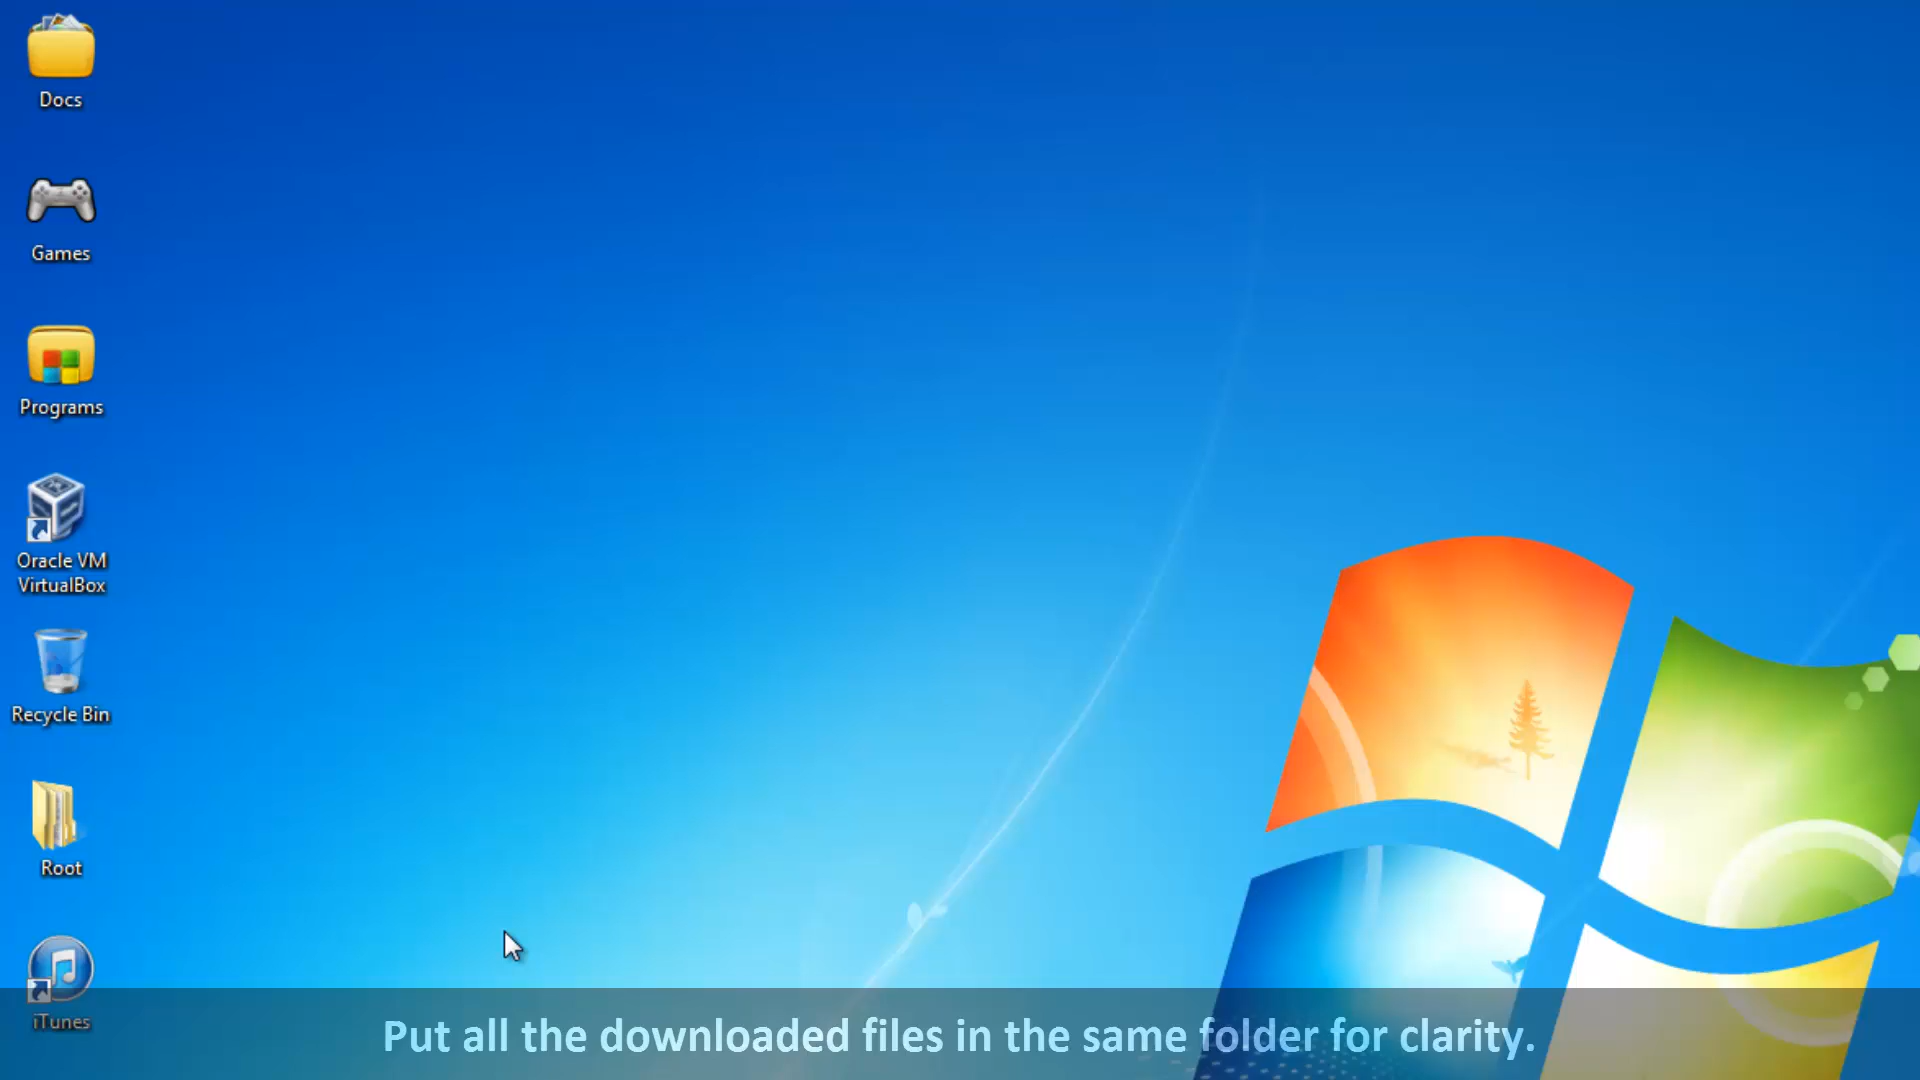 Docs
Games
Programs
Oracle VM
VirtualBox
Recycle Bin
Root
iTunes
Put all the downloaded files in the same folder for clarity.